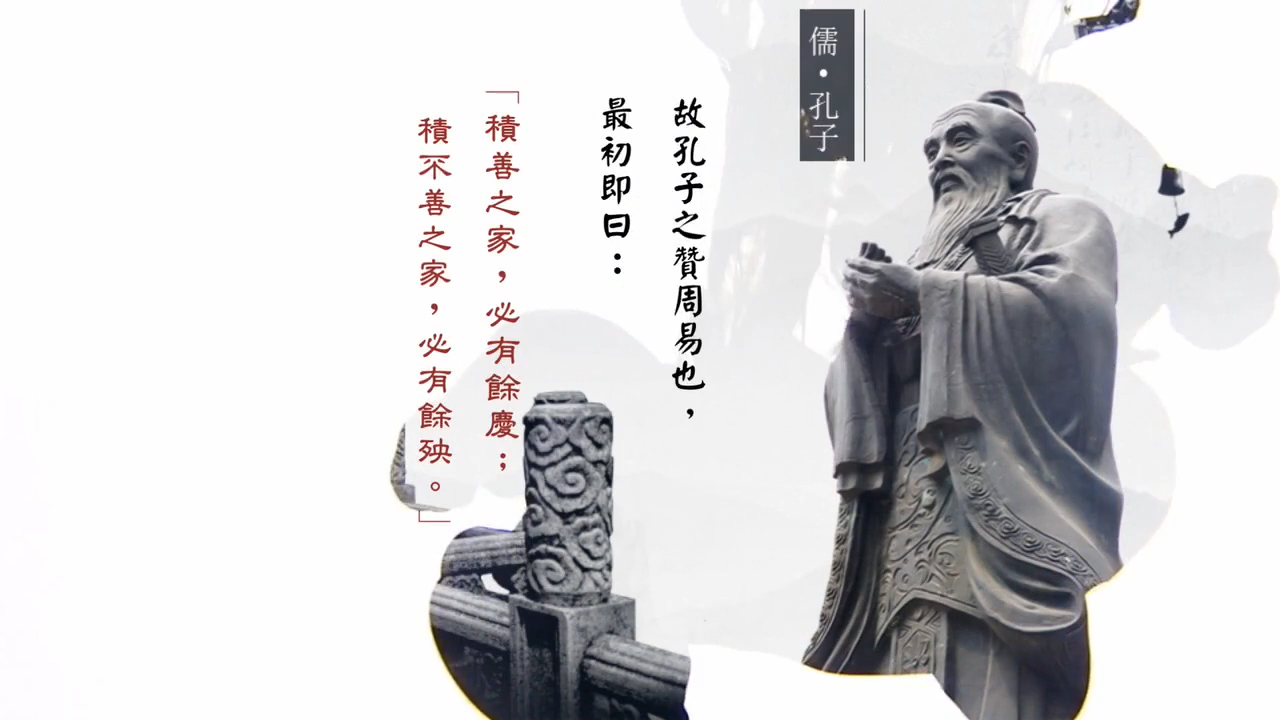 儒·孔子
故孔子之贊周易也，
最初即曰：
「積善之家，必有餘慶；
積不善之家，必有餘殃。」